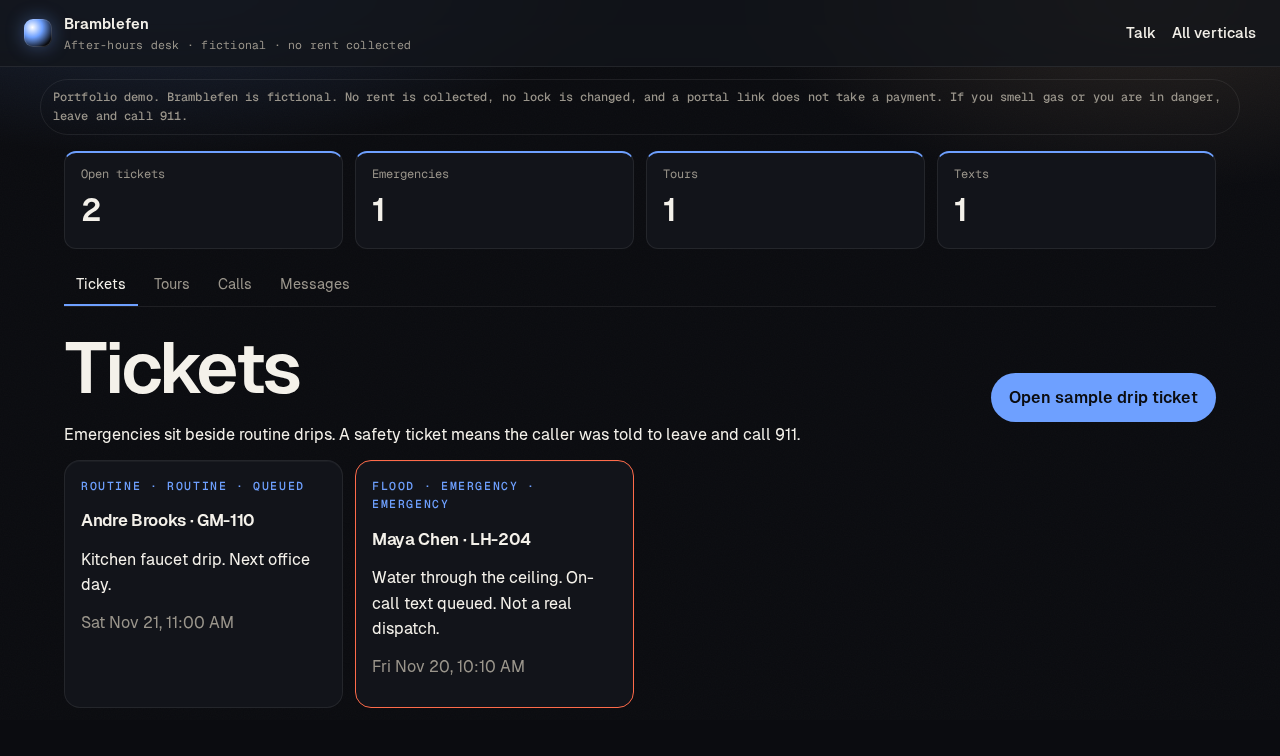 Bramblefen
After-hours desk · fictional · no rent collected
Talk
All verticals
Portfolio demo. Bramblefen is fictional. No rent is collected, no lock is changed, and a portal link does not take a payment. If you smell gas or you are in danger,
leave and call 911.
Open tickets
2
Emergencies
1
Tours
1
Texts
1
Tickets
Tours
Calls
Messages
Tickets
Open sample drip ticket
Emergencies sit beside routine drips. A safety ticket means the caller was told to leave and call 911.
ROUTINE · ROUTINE · QUEUED
Andre Brooks · GM-110
Kitchen faucet drip. Next office
day.
Sat Nov 21, 11:00 AM
FLOOD · EMERGENCY ·
EMERGENCY
Maya Chen · LH-204
Water through the ceiling. On-
call text queued. Not a real
dispatch.
Fri Nov 20, 10:10 AM